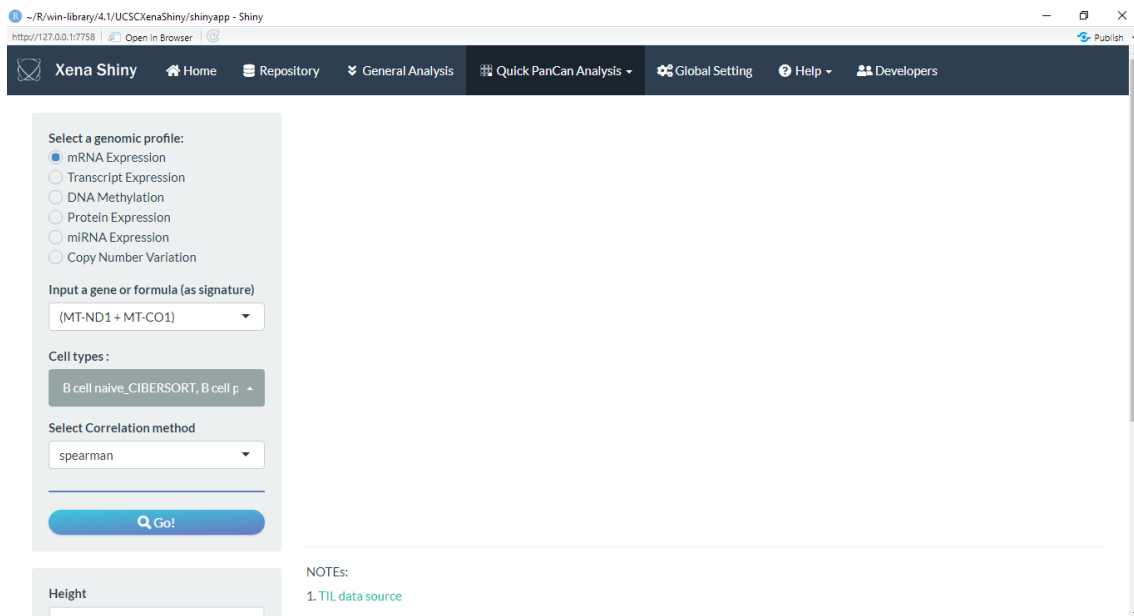 ~/R/win-library/4.1/UCSCXenaShiny/shinyapp - Shiny
http://127.0.0.1:7758 Open in Browser Publish
Xena Shiny Home Repository General Analysis Quick PanCan Analysis Global Setting Help Developers
Select a genomic profile:
mRNA Expression
Transcript Expression
DNA Methylation
Protein Expression
miRNA Expression
Copy Number Variation
Input a gene or formula (as signature)
(MT-ND1 + MT-CO1)
Cell types :
B cell naive_CIBERSORT, B cell p
Select Correlation method
spearman
Go!
Height
NOTEs:
1. TIL data source